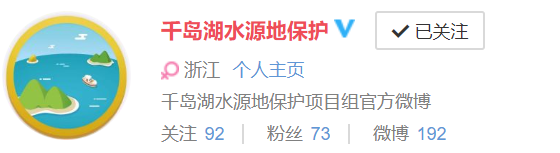 千岛湖水源地保护 已关注
浙江 个人主页
千岛湖水源地保护项目组官方微博
关注 92 粉丝 73 微博 192